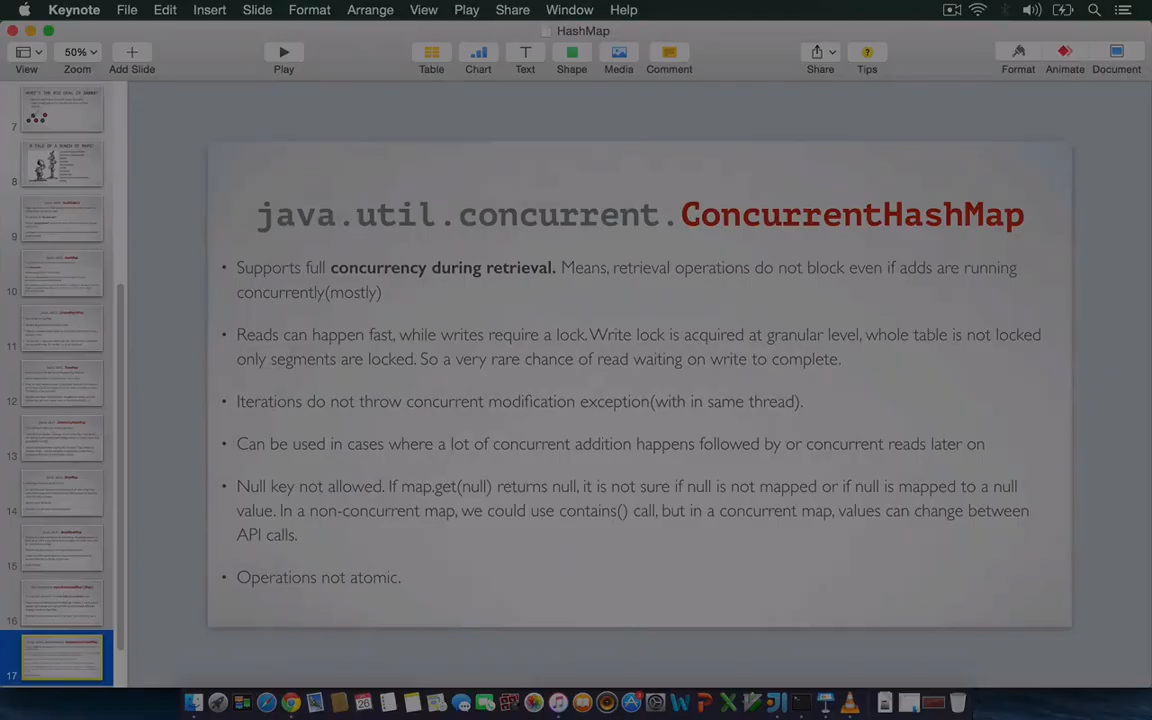 Keynote File Edit Insert Slide Format Arrange View Play Share Window Help
HashMap
50%
View Zoom Add Slide Play Table Chart Text Shape Media Comment Share Tips Format Animate Document
7
8
9
10
11
12
13
14
15
16
17
java.util.concurrent.ConcurrentHashMap
• Supports full concurrency during retrieval. Means, retrieval operations do not block even if adds are running
concurrently(mostly)
• Reads can happen fast, while writes require a lock. Write lock is acquired at granular level, whole table is not locked
only segments are locked. So a very rare chance of read waiting on write to complete.
• Iterations do not throw concurrent modification exception(with in same thread).
• Can be used in cases where a lot of concurrent addition happens followed by or concurrent reads later on
• Null key not allowed. If map.get(null) returns null, it is not sure if null is not mapped or if null is mapped to a null
value. In a non-concurrent map, we could use contains() call, but in a concurrent map, values can change between
API calls.
• Operations not atomic.